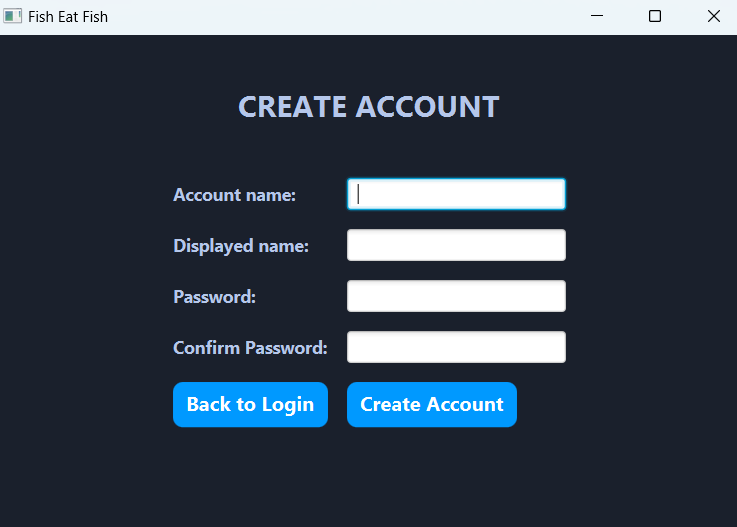 Fish Eat Fish
CREATE ACCOUNT
Account name:
Displayed name:
Password:
Confirm Password:
Back to Login Create Account